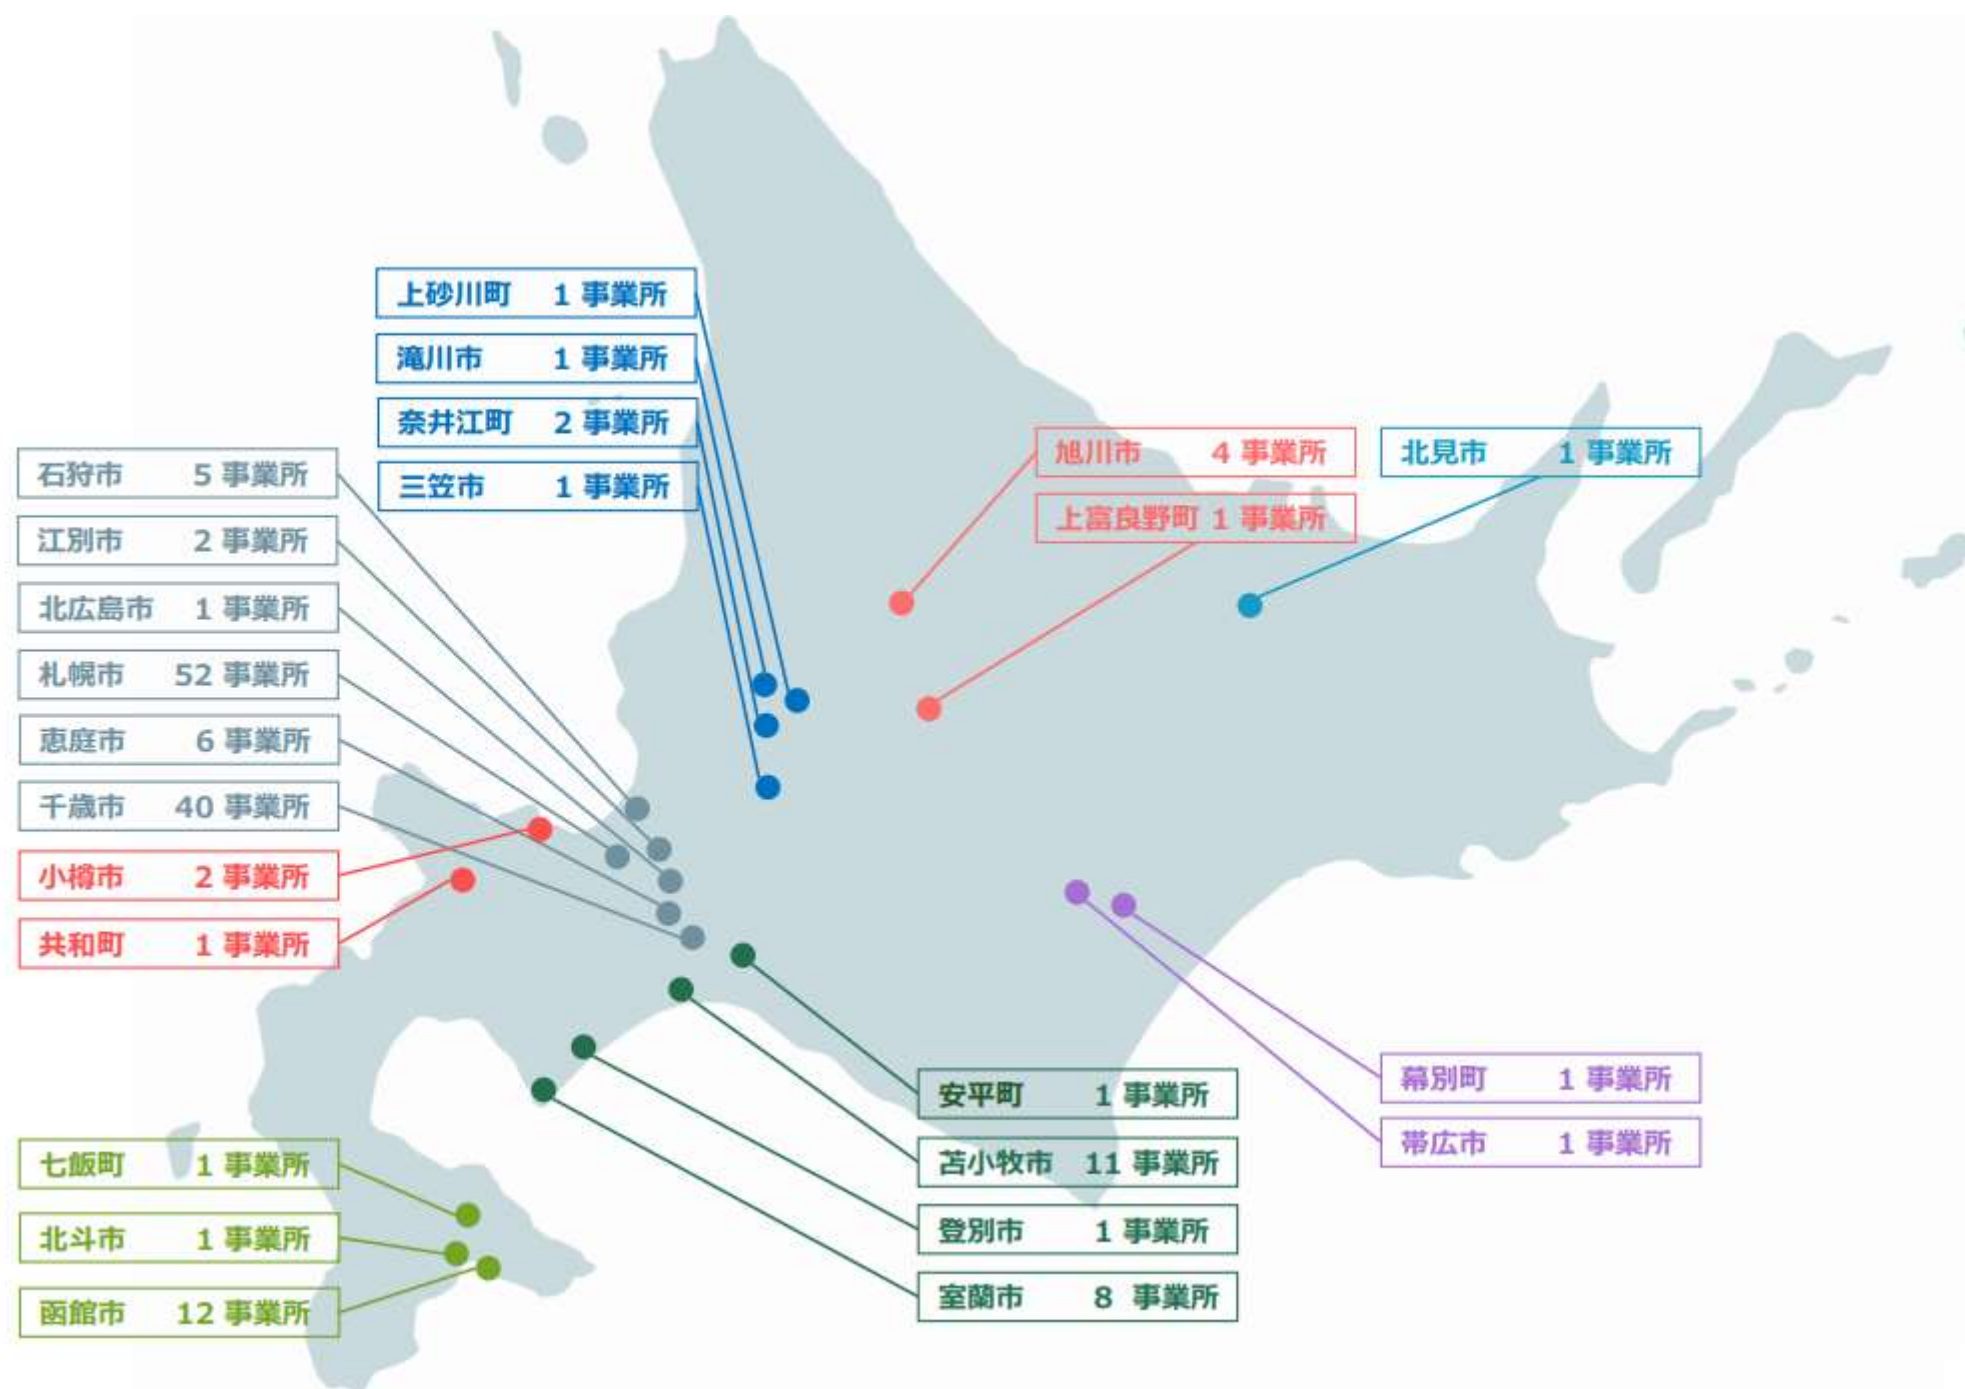 上砂川町 1 事業所
滝川市 1 事業所
奈井江町 2 事業所
三笠市 1 事業所
石狩市 5 事業所
江別市 2 事業所
北広島市 1 事業所
札幌市 52 事業所
恵庭市 6 事業所
千歳市 40 事業所
小樽市 2 事業所
共和町 1 事業所
旭川市 4 事業所
上富良野町 1 事業所
北見市 1 事業所
安平町 1 事業所
苫小牧市 11 事業所
登別市 1 事業所
室蘭市 8 事業所
幕別町 1 事業所
帯広市 1 事業所
七飯町 1 事業所
北斗市 1 事業所
函館市 12 事業所